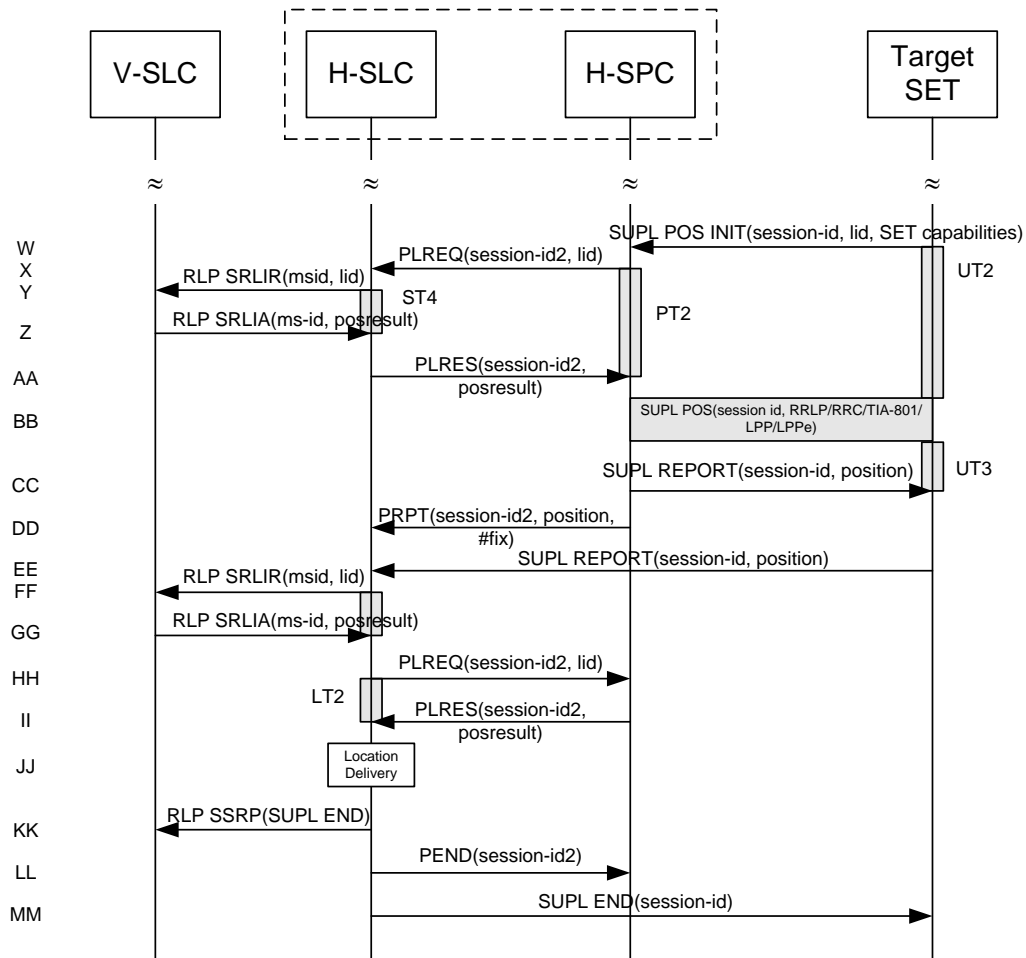 V-SLC
H-SLC
H-SPC
Target
SET
≈
≈
≈
≈
W
SUPL POS INIT(session-id, lid, SET capabilities)
X
PLREQ(session-id2, lid)
UT2
Y
RLP SRLIR(msid, lid)
ST4
PT2
Z
RLP SRLIA(ms-id, posresult)
AA
PLRES(session-id2,
posresult)
BB
SUPL POS(session id, RRLP/RRC/TIA-801/
LPP/LPPe)
CC
SUPL REPORT(session-id, position)
UT3
DD
PRPT(session-id2, position,
#fix)
EE
SUPL REPORT(session-id, position)
FF
RLP SRLIR(msid, lid)
GG
RLP SRLIA(ms-id, posresult)
HH
PLREQ(session-id2, lid)
LT2
II
PLRES(session-id2,
posresult)
JJ
Location
Delivery
KK
RLP SSRP(SUPL END)
LL
PEND(session-id2)
MM
SUPL END(session-id)